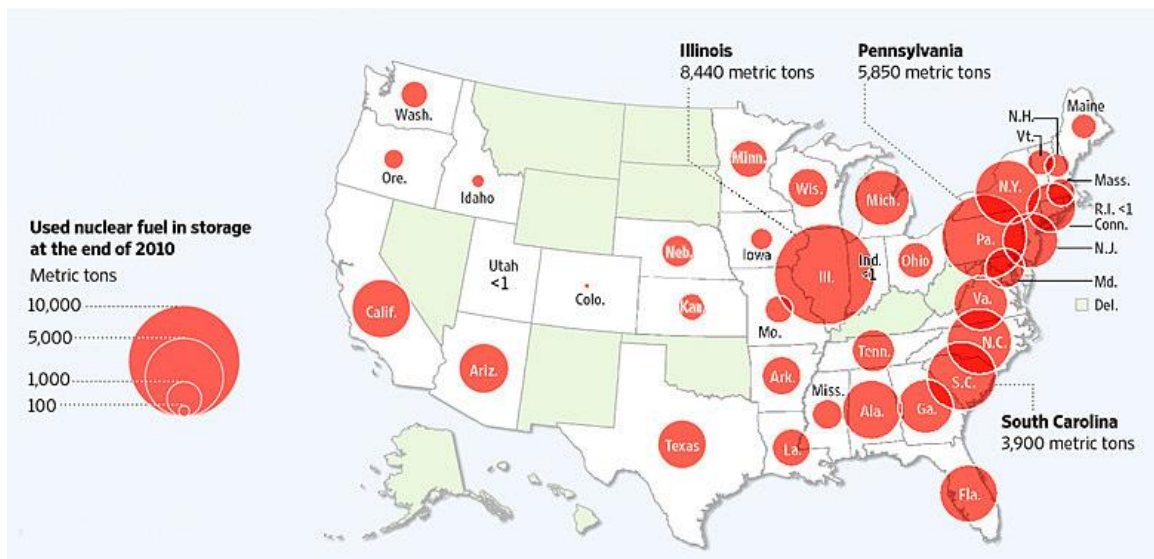 Illinois
8,440 metric tons
Pennsylvania
5,850 metric tons
Maine
N.H.
Vt.
Wash.
Minn.
Ore.
Mass.
Idaho
Wis.
N.Y.
Mich.
R.I. <1
Conn.
Used nuclear fuel in storage
at the end of 2010
Metric tons
10,000
5,000
1,000
100
Pa.
N.J.
Neb.
Iowa
Ohio
Utah
<1
Ill.
Ind.
<1
Md.
Colo.
Kan.
Va.
Del.
Calif.
Mo.
N.C.
Tenn.
Ariz.
Ark.
Miss.
S.C.
Ala.
Ga.
South Carolina
3,900 metric tons
Texas
La.
Fla.